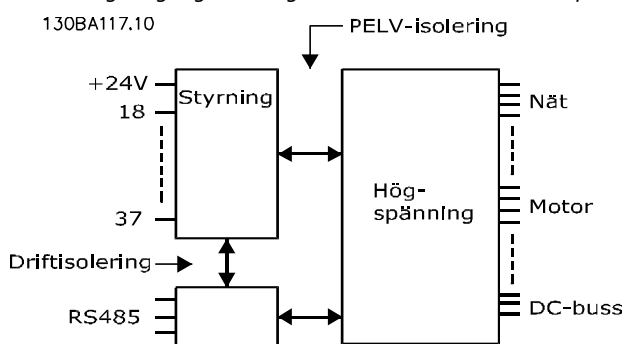 130BA117.10
PELV-isolering
+24V
Styrning
18
Nät
Hög-
spänning
Motor
37
Driftisolering
DC-buss
RS485